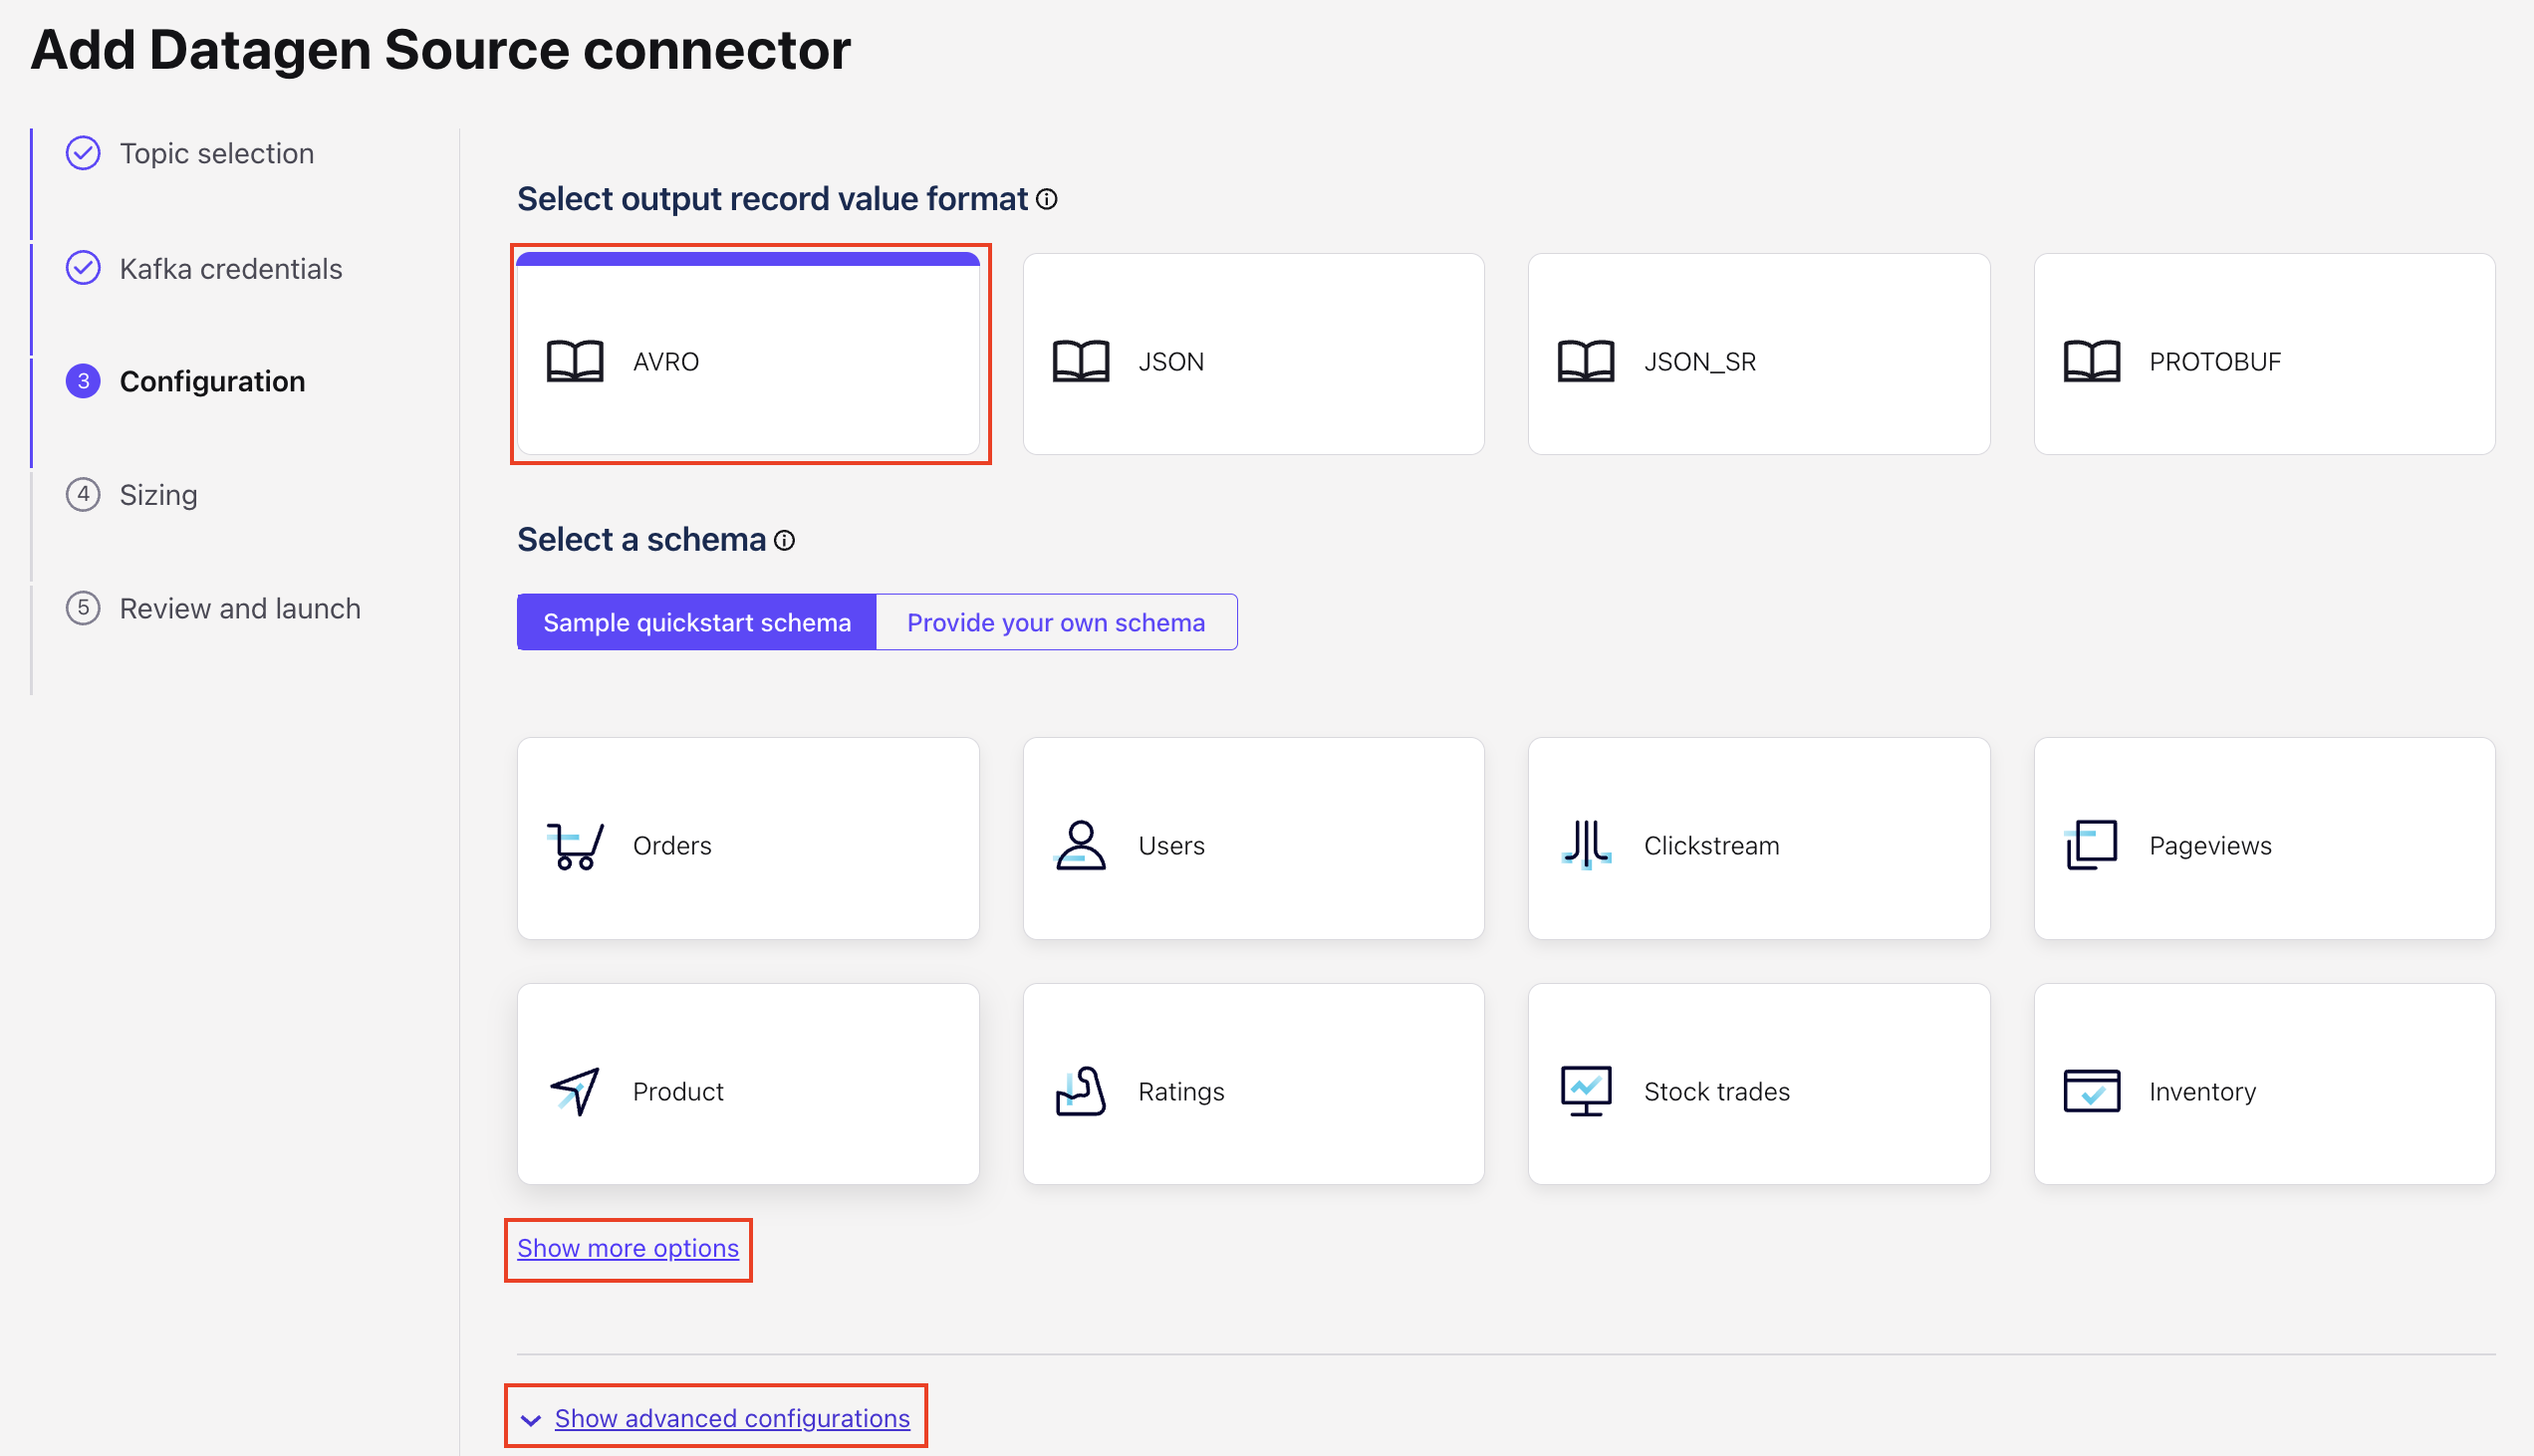 Add Datagen Source connector
Topic selection
Kafka credentials
3 Configuration
4 Sizing
5 Review and launch
Select output record value format
AVRO
JSON
JSON_SR
PROTOBUF
Select a schema
Sample quickstart schema
Provide your own schema
Orders
Users
Clickstream
Pageviews
Product
Ratings
Stock trades
Inventory
Show more options
Show advanced configurations